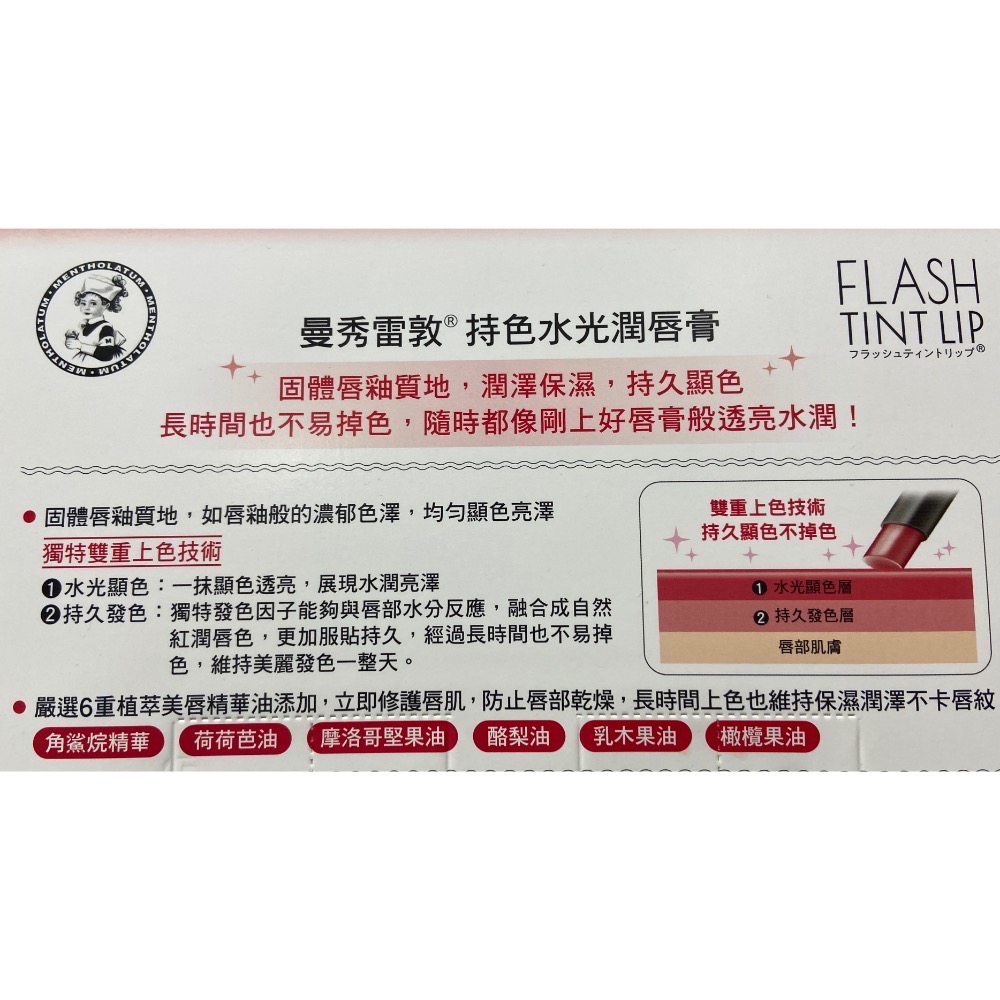 MENTHOLATUM · MENTHOLATUM · MENTHOLATUM
M
FLASH
TINT LIP
フラッシュティントリップ®
曼秀雷敦® 持色水光潤唇膏
固體唇釉質地，潤澤保濕，持久顯色
長時間也不易掉色，隨時都像剛上好唇膏般透亮水潤！
● 固體唇釉質地，如唇釉般的濃郁色澤，均勻顯色亮澤
獨特雙重上色技術
❶水光顯色：一抹顯色透亮，展現水潤亮澤
❷持久發色：獨特發色因子能夠與唇部水分反應，融合成自然
紅潤唇色，更加服貼持久，經過長時間也不易掉
色，維持美麗發色一整天。
雙重上色技術
持久顯色不掉色
❶ 水光顯色層
❷ 持久發色層
唇部肌膚
● 嚴選6重植萃美唇精華油添加，立即修護唇肌，防止唇部乾燥，長時間上色也維持保濕潤澤不卡唇紋
角鯊烷精華 荷荷芭油 摩洛哥堅果油 酪梨油 乳木果油 橄欖果油